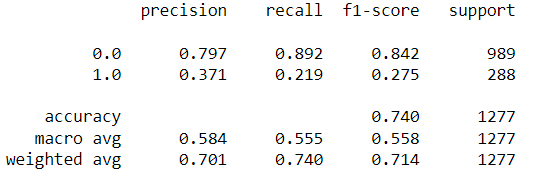 precision recall f1-score support
0.0 0.797 0.892 0.842 989
1.0 0.371 0.219 0.275 288
accuracy 0.740 1277
macro avg 0.584 0.555 0.558 1277
weighted avg 0.701 0.740 0.714 1277